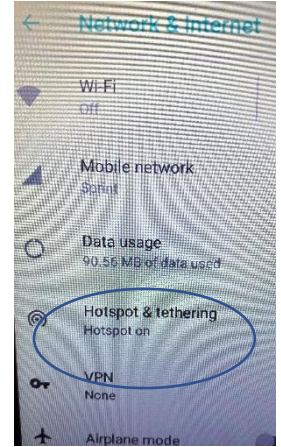 Network & Internet
Wi-Fi
Off
Mobile network
Sprint
Data usage
90.56 MB of data used
Hotspot & tethering
Hotspot on
VPN
None
Airplane mode